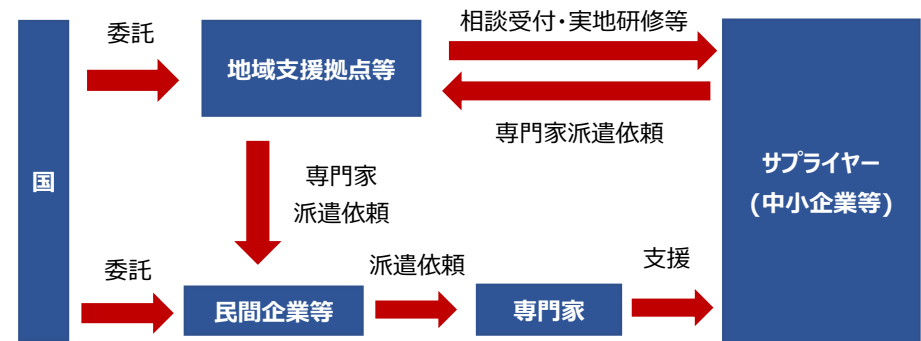 委託
相談受付・実地研修等
地域支援拠点等
専門家派遣依頼
国
サプライヤー
(中小企業等)
専門家
派遣依頼
委託
派遣依頼
支援
民間企業等
専門家